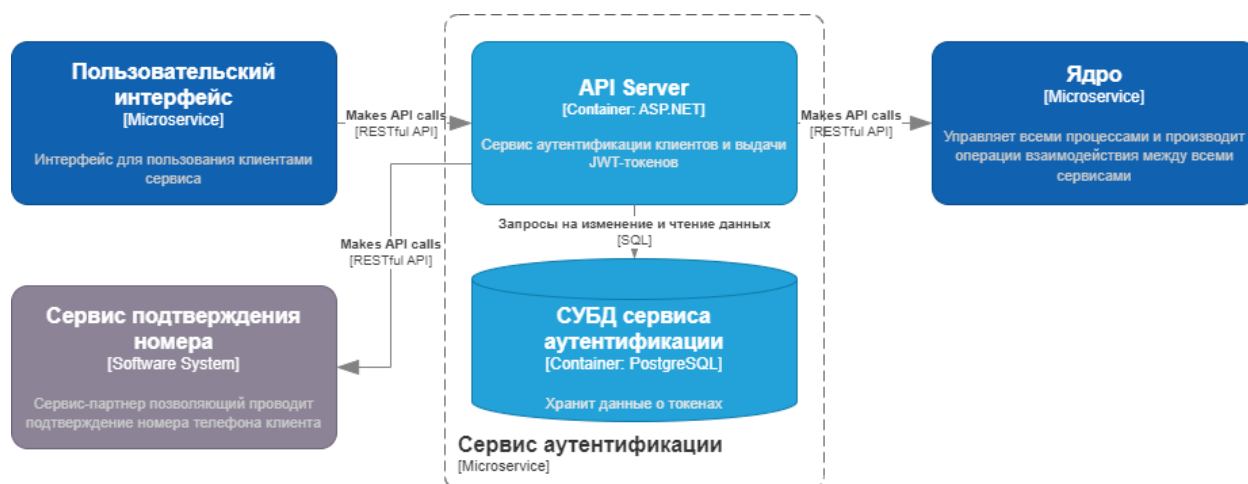 Пользовательский
интерфейс
[Microservice]
Интерфейс для пользования клиентами
сервиса
Makes API calls
[RESTful API]
API Server
[Container: ASP.NET]
Сервис аутентификации клиентов и выдачи
JWT-токенов
Makes API calls
[RESTful API]
Ядро
[Microservice]
Управляет всеми процессами и производит
операции взаимодействия между всеми
сервисами
Makes API calls
[RESTful API]
Запросы на изменение и чтение данных
[SQL]
Сервис подтверждения
номера
[Software System]
Сервис-партнер позволяющий проводит
подтверждение номера телефона клиента
СУБД сервиса
аутентификации
[Container: PostgreSQL]
Хранит данные о токенах
Сервис аутентификации
[Microservice]